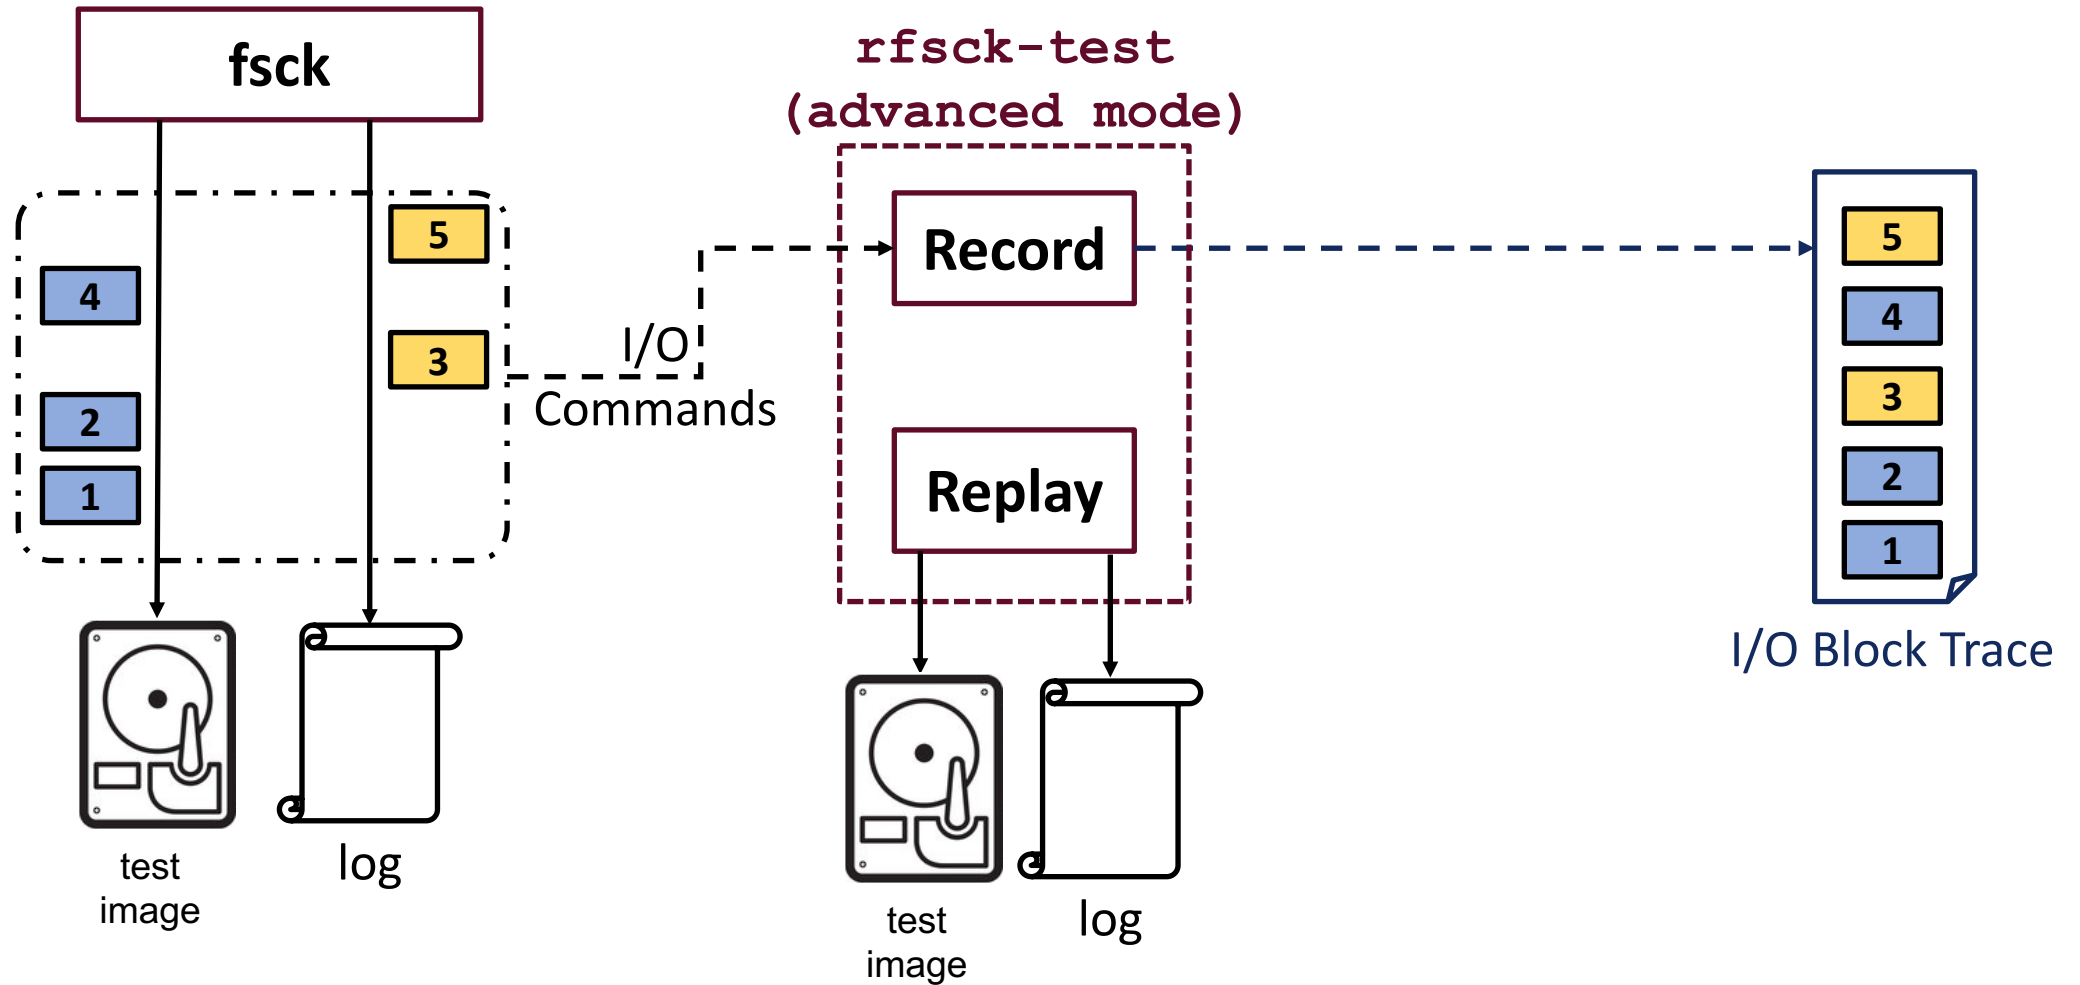 fsck
5
4
3
2
1
test
image
log
I/O
Commands
rfsck-test
(advanced mode)
Record
Replay
test
image
log
5
4
3
2
1
I/O Block Trace